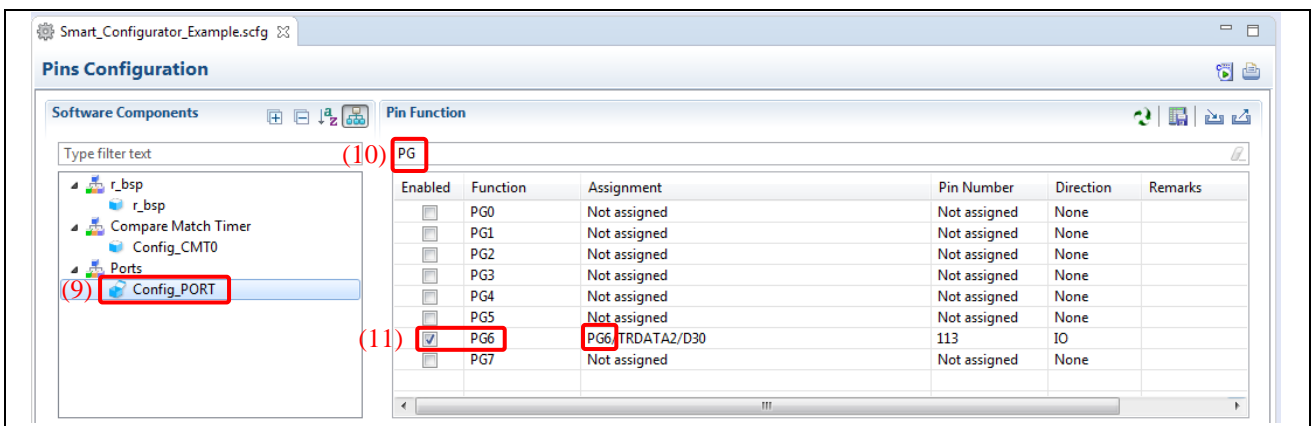 Smart_Configurator_Example.scfg
Pins Configuration
Software Components
Pin Function
Type filter text
(10) PG
r_bsp
r_bsp
Compare Match Timer
Config_CMT0
Ports
(9) Config_PORT
Enabled Function Assignment Pin Number Direction Remarks
PG0 Not assigned Not assigned None
PG1 Not assigned Not assigned None
PG2 Not assigned Not assigned None
PG3 Not assigned Not assigned None
PG4 Not assigned Not assigned None
PG5 Not assigned Not assigned None
(11) PG6 PG6/TRDATA2/D30 113 IO
PG7 Not assigned Not assigned None